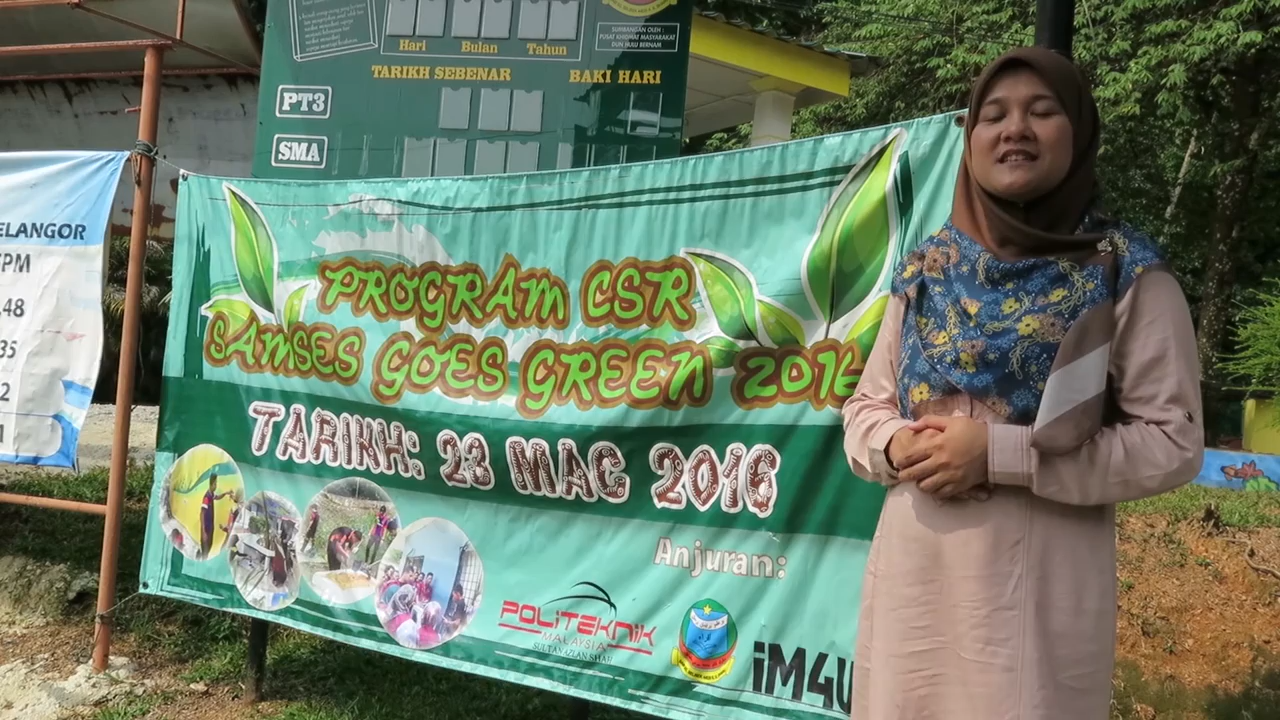 Hari Bulan Tahun
SUMBANGAN OLEH :
PUSAT KHIDMAT MASYARAKAT
DUN HULU BERNAM
TARIKH SEBENAR BAKI HARI
PT3
SMA
ELANGOR
PM
,48
35
2
1
PROGRAM CSR
SAMSES GOES GREEN 2016
TARIKH: 23 MAC 2016
Anjuran:
POLITEKNIK
MALAYSIA
SULTAN AZLAN SHAH
iM4U